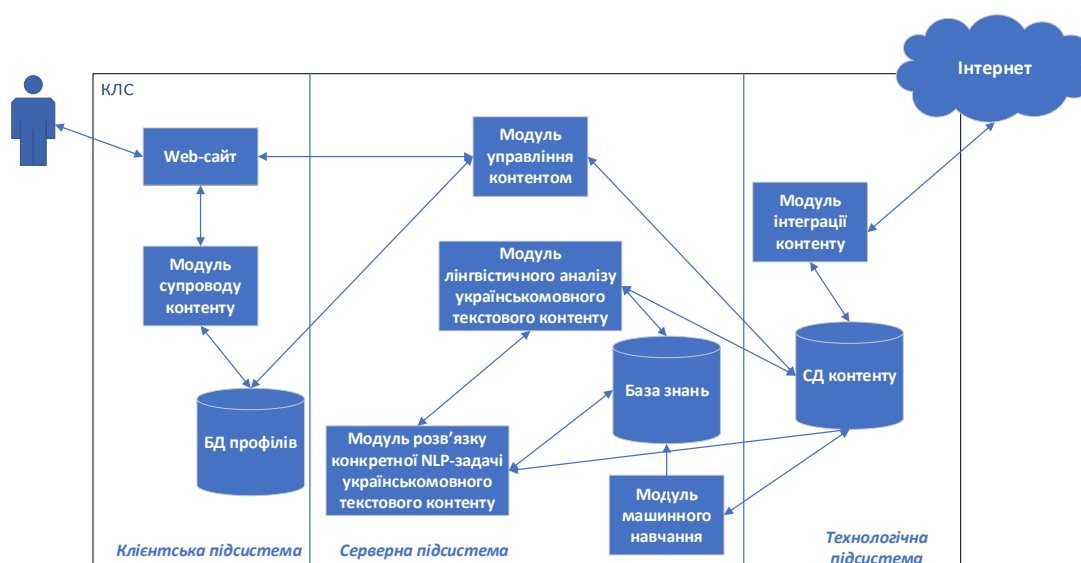 Інтернет
КЛС
Web-сайт
Модуль
управління
контентом
Модуль
інтеграції
контенту
Модуль
супроводу
контенту
Модуль
лінгвістичного аналізу
українськомовного
текстового контенту
База знань
СД контенту
БД профілів
Модуль розв’язку
конкретної NLP-задачі
українськомовного
текстового контенту
Модуль
машинного
навчання
Клієнтська підсистема
Серверна підсистема
Технологічна
підсистема